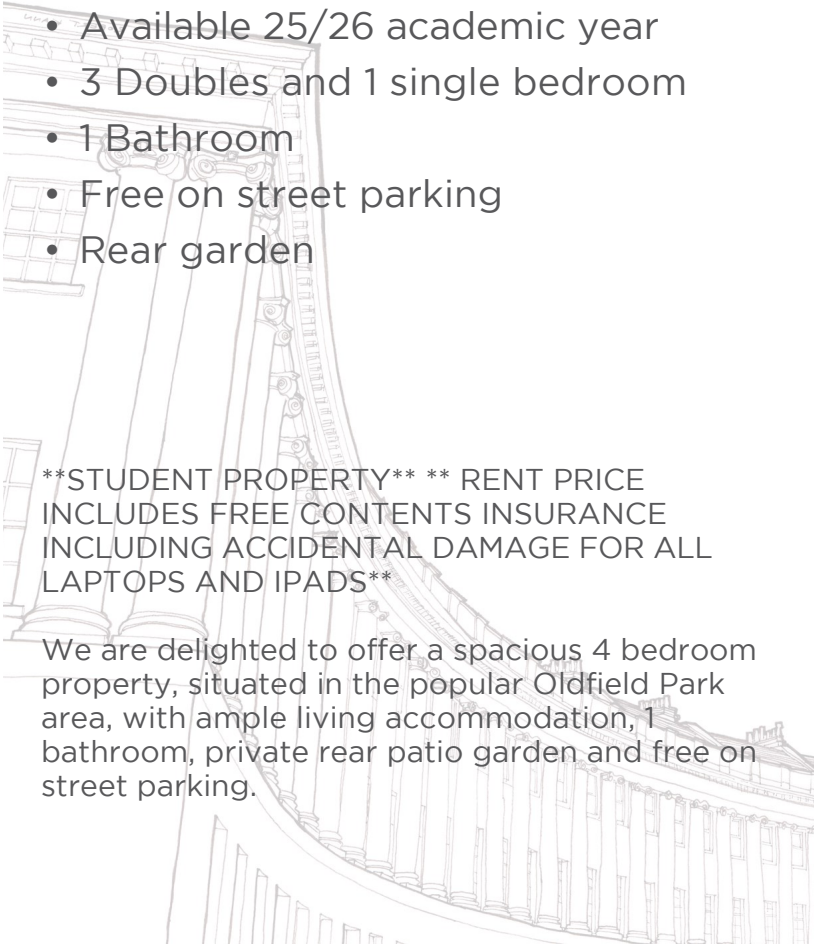 • Available 25/26 academic year
• 3 Doubles and 1 single bedroom
• 1 Bathroom
• Free on street parking
• Rear garden
**STUDENT PROPERTY** ** RENT PRICE
INCLUDES FREE CONTENTS INSURANCE
INCLUDING ACCIDENTAL DAMAGE FOR ALL
LAPTOPS AND IPADS**
We are delighted to offer a spacious 4 bedroom
property, situated in the popular Oldfield Park
area, with ample living accommodation, 1
bathroom, private rear patio garden and free on
street parking.